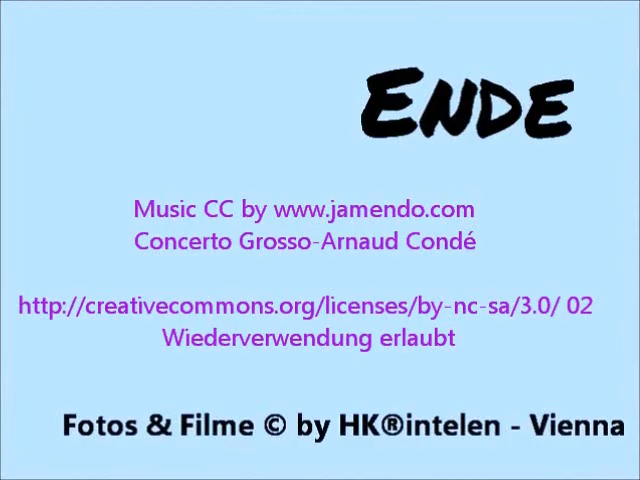 ENDE
Music CC by www.jamendo.com
Concerto Grosso-Arnaud Condé
http://creativecommons.org/licenses/by-nc-sa/3.0/ 02
Wiederverwendung erlaubt
Fotos & Filme © by HK®intelen - Vienna